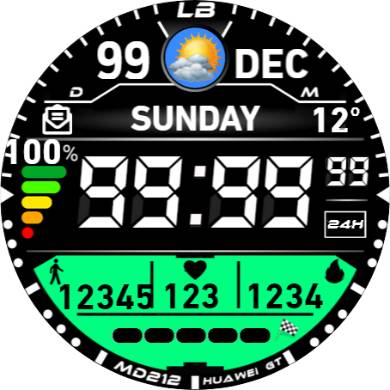 LB
99 DEC
D M
SUNDAY 12°
100%
99:99 99
24H
12345 123 1234
MD212 HUAWEI GT